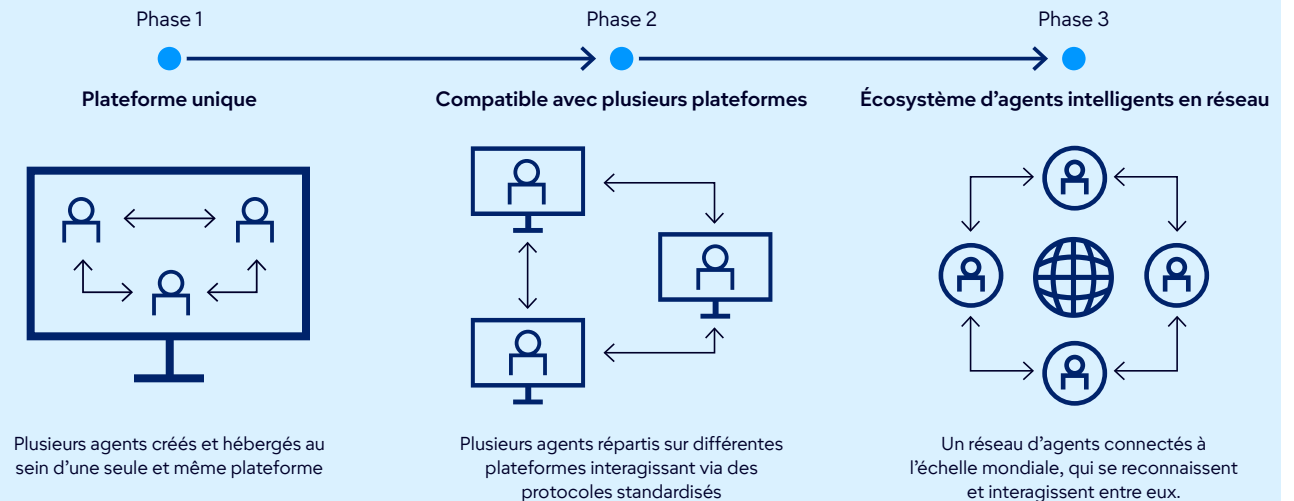 Phase 1
Phase 2
Phase 3
Plateforme unique
Compatible avec plusieurs plateformes
Écosystème d’agents intelligents en réseau
Plusieurs agents créés et hébergés au
sein d’une seule et même plateforme
Plusieurs agents répartis sur différentes
plateformes interagissant via des
protocoles standardisés
Un réseau d’agents connectés à
l’échelle mondiale, qui se reconnaissent
et interagissent entre eux.